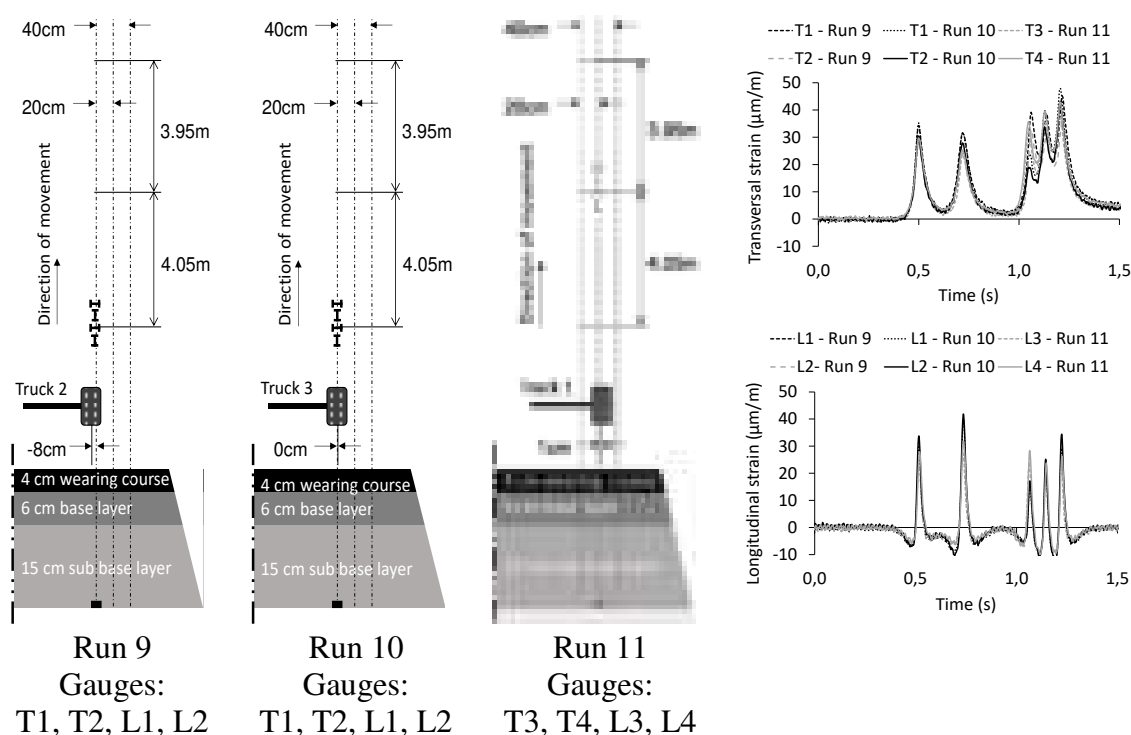 40cm
20cm
3.95m
Direction of movement
4.05m
Truck 2
-8cm
4 cm wearing course
6 cm base layer
15 cm sub base layer
Run 9
Gauges:
T1, T2, L1, L2
40cm
20cm
3.95m
Direction of movement
4.05m
Truck 3
0cm
4 cm wearing course
6 cm base layer
15 cm sub base layer
Run 10
Gauges:
T1, T2, L1, L2
40cm
20cm
Direction of movement
Truck 1
Run 11
Gauges:
T3, T4, L3, L4
T1 - Run 9 T1 - Run 10 T3 - Run 11
T2 - Run 9 T2 - Run 10 T4 - Run 11
Transversal strain (µm/m)
50
40
30
20
10
0
-10
0,0 0,5 1,0 1,5
Time (s)
L1 - Run 9 L1 - Run 10 L3 - Run 11
L2- Run 9 L2 - Run 10 L4 - Run 11
Longitudinal strain (µm/m)
50
40
30
20
10
0
-10
0,0 0,5 1,0 1,5
Time (s)